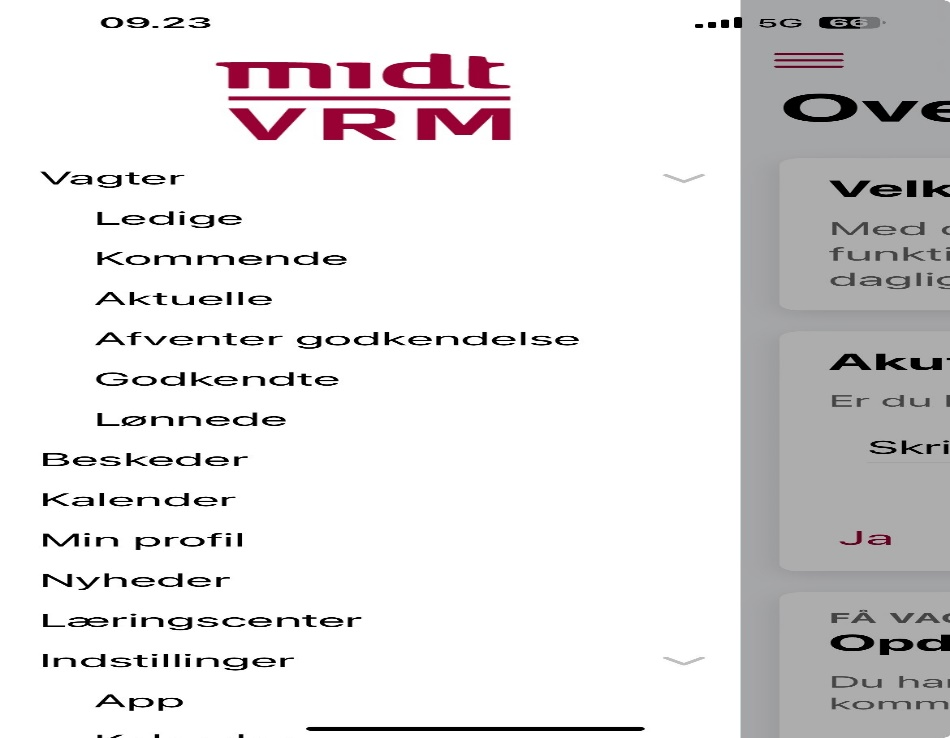 09.23
5G 66
midt
VRM
Vagter
Ledige
Kommende
Aktuelle
Afventer godkendelse
Godkendte
Lønnede
Beskeder
Kalender
Min profil
Nyheder
Læringscenter
Indstillinger
App
Ove
Velk
Med
funkti
daglig
Aku
Er du
Skri
Ja
FÅ VAG
Opd
Du har
komm